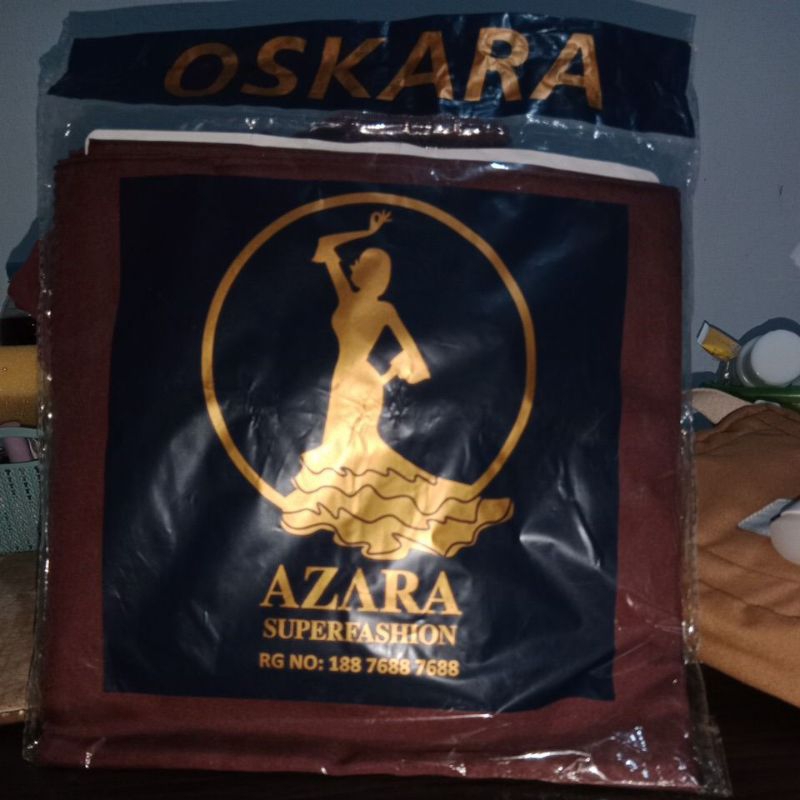 OSKARA
AZARA
SUPERFASHION
RG NO: 188 7688 7688